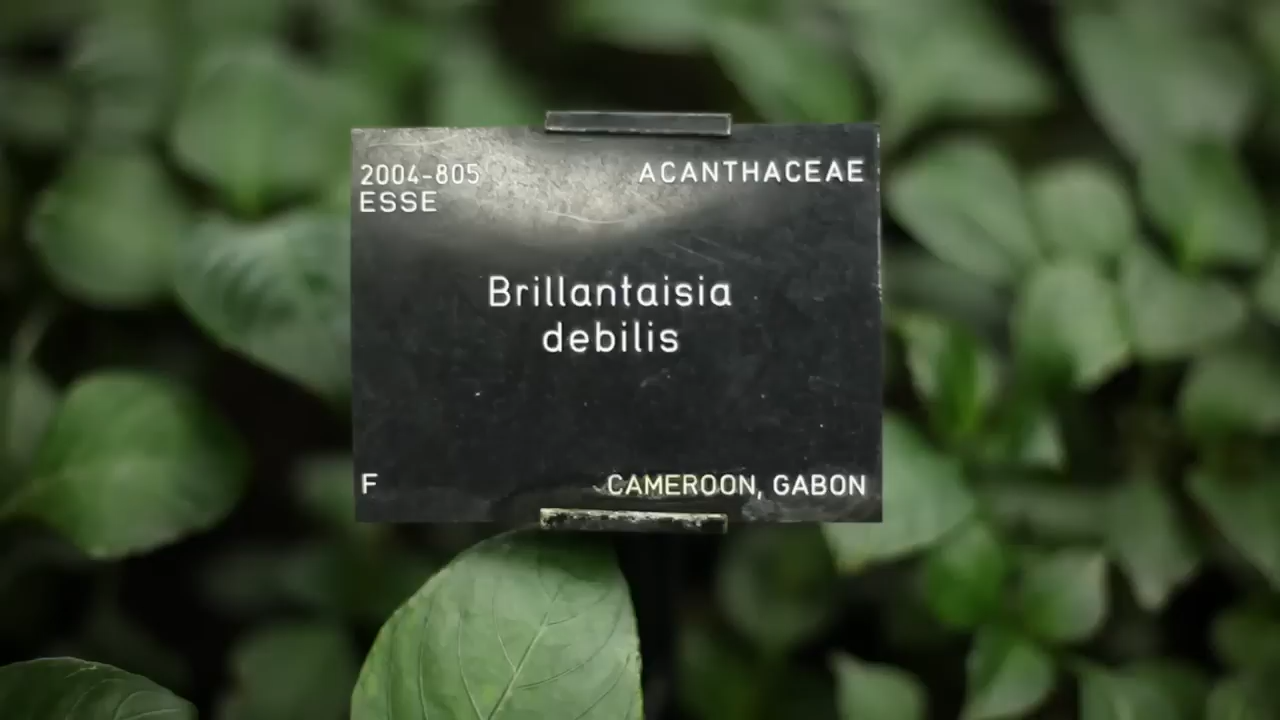 2004-805
ACANTHACEAE
ESSE
Brillantaisia
debilis
F
CAMEROON, GABON